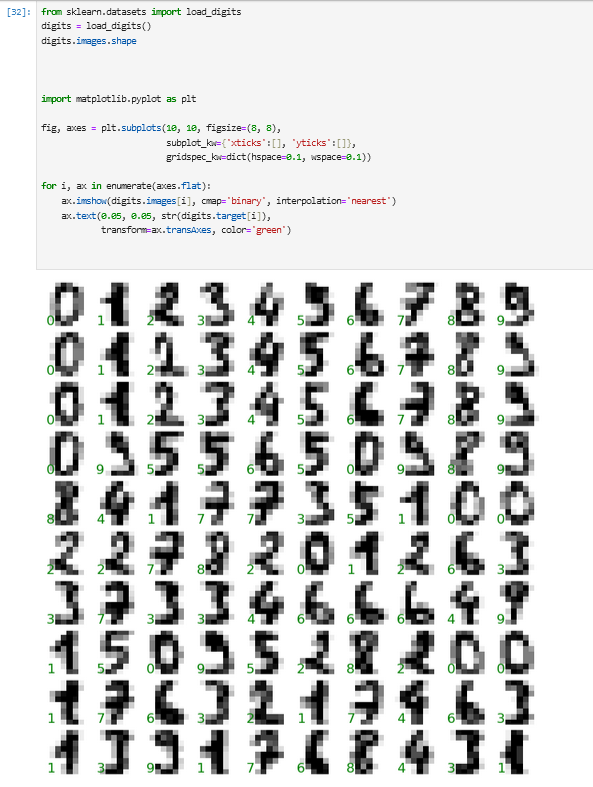 [32]: from sklearn.datasets import load_digits
digits = load_digits()
digits.images.shape
import matplotlib.pyplot as plt
fig, axes = plt.subplots(10, 10, figsize=(8, 8),
subplot_kw={'xticks':[], 'yticks':[]},
gridspec_kw=dict(hspace=0.1, wspace=0.1))
for i, ax in enumerate(axes.flat):
ax.imshow(digits.images[i], cmap='binary', interpolation='nearest')
ax.text(0.05, 0.05, str(digits.target[i]),
transform=ax.transAxes, color='green')
0 1 2 3 4 5 6 7 8 9
0 1 2 3 4 5 6 7 8 9
0 1 2 3 4 5 6 7 8 9
0 9 5 5 6 5 0 9 8 9
8 4 1 7 7 3 5 1 0 0
2 2 7 8 2 0 1 2 6 3
3 7 3 3 4 6 6 6 4 9
1 5 0 9 5 2 8 2 0 0
1 7 6 3 2 1 7 4 6 3
1 3 9 1 7 6 8 4 3 1